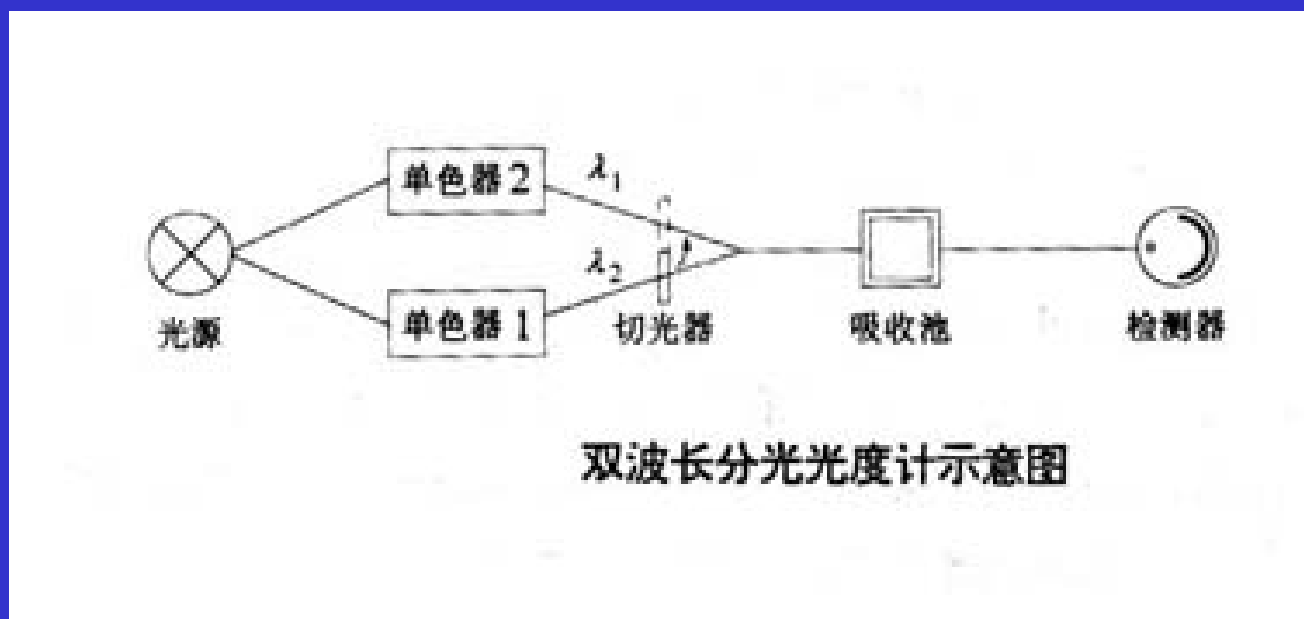 单色器2
λ1
λ2
单色器1
光源
切光器
吸收池
检测器
双波长分光光度计示意图